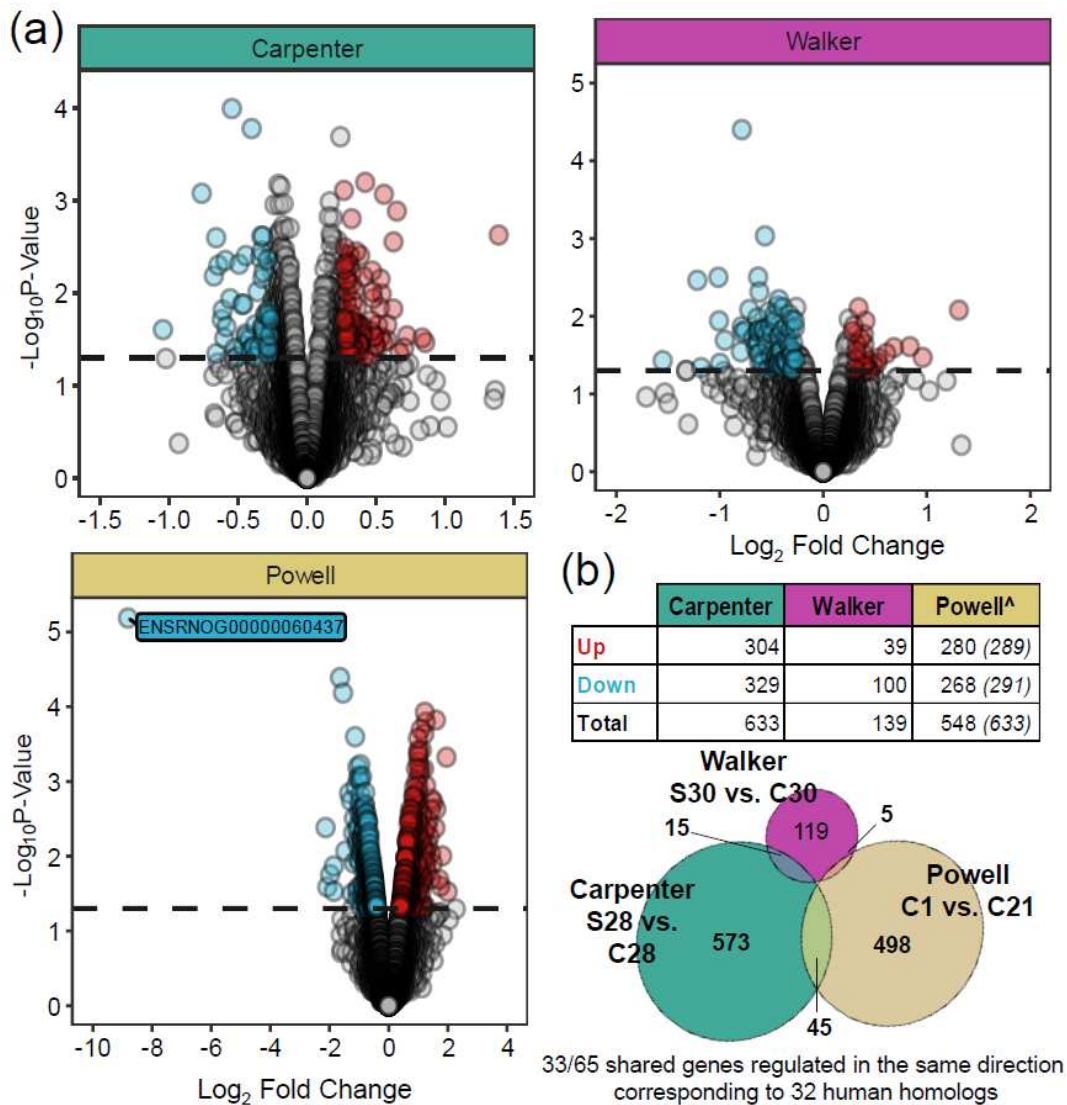 (a)
Carpenter
Walker
-Log10P-Value
4
3
2
1
0
-1.5 -1.0 -0.5 0.0 0.5 1.0 1.5
5
4
3
2
1
0
-2 -1 0 1 2
Log2 Fold Change
Powell
ENSRNOG00000060437
-Log10P-Value
5
4
3
2
1
0
-10 -8 -6 -4 -2 0 2 4
Log2 Fold Change
(b)
Carpenter Walker Powell^
Up 304 39 280 (289)
Down 329 100 268 (291)
Total 633 139 548 (633)
Walker
S30 vs. C30
15
119
5
Carpenter
S28 vs.
C28
573
Powell
C1 vs. C21
498
45
33/65 shared genes regulated in the same direction
corresponding to 32 human homologs